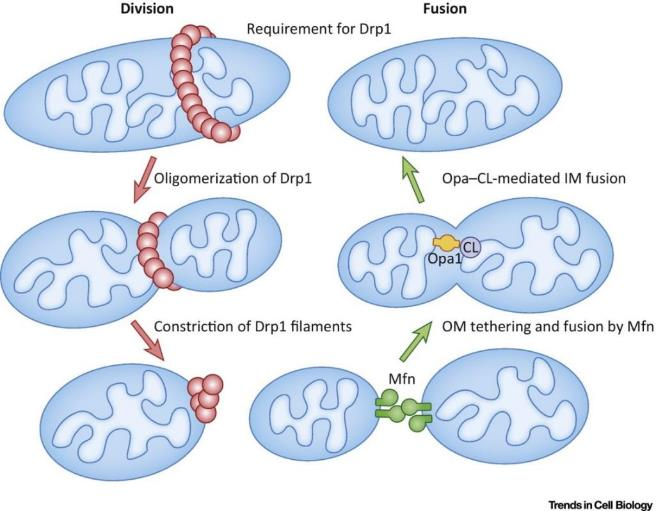 Division
Fusion
Requirement for Drp1
Oligomerization of Drp1
Opa–CL-mediated IM fusion
CL
Opa1
Constriction of Drp1 filaments
OM tethering and fusion by Mfn
Mfn
Trends in Cell Biology